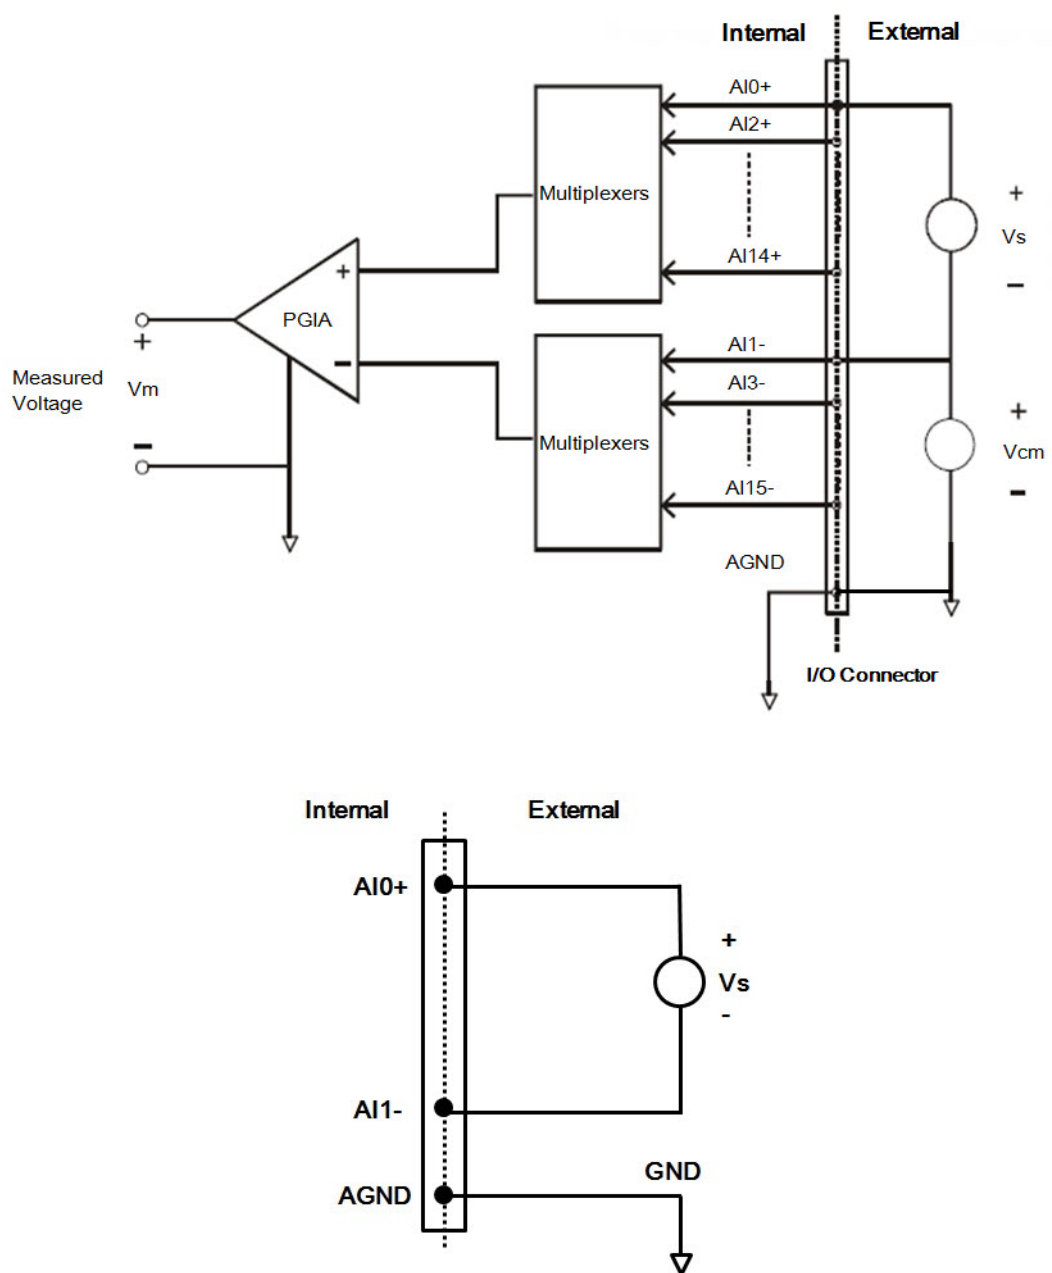 Internal External
AI0+
AI2+
Multiplexers
+
Vs
−
AI14+
+
PGIA
−
+
Measured
Voltage
Vm
−
AI1-
AI3-
Multiplexers
+
Vcm
−
AI15-
AGND
I/O Connector
Internal External
AI0+
+
Vs
-
AI1-
GND
AGND